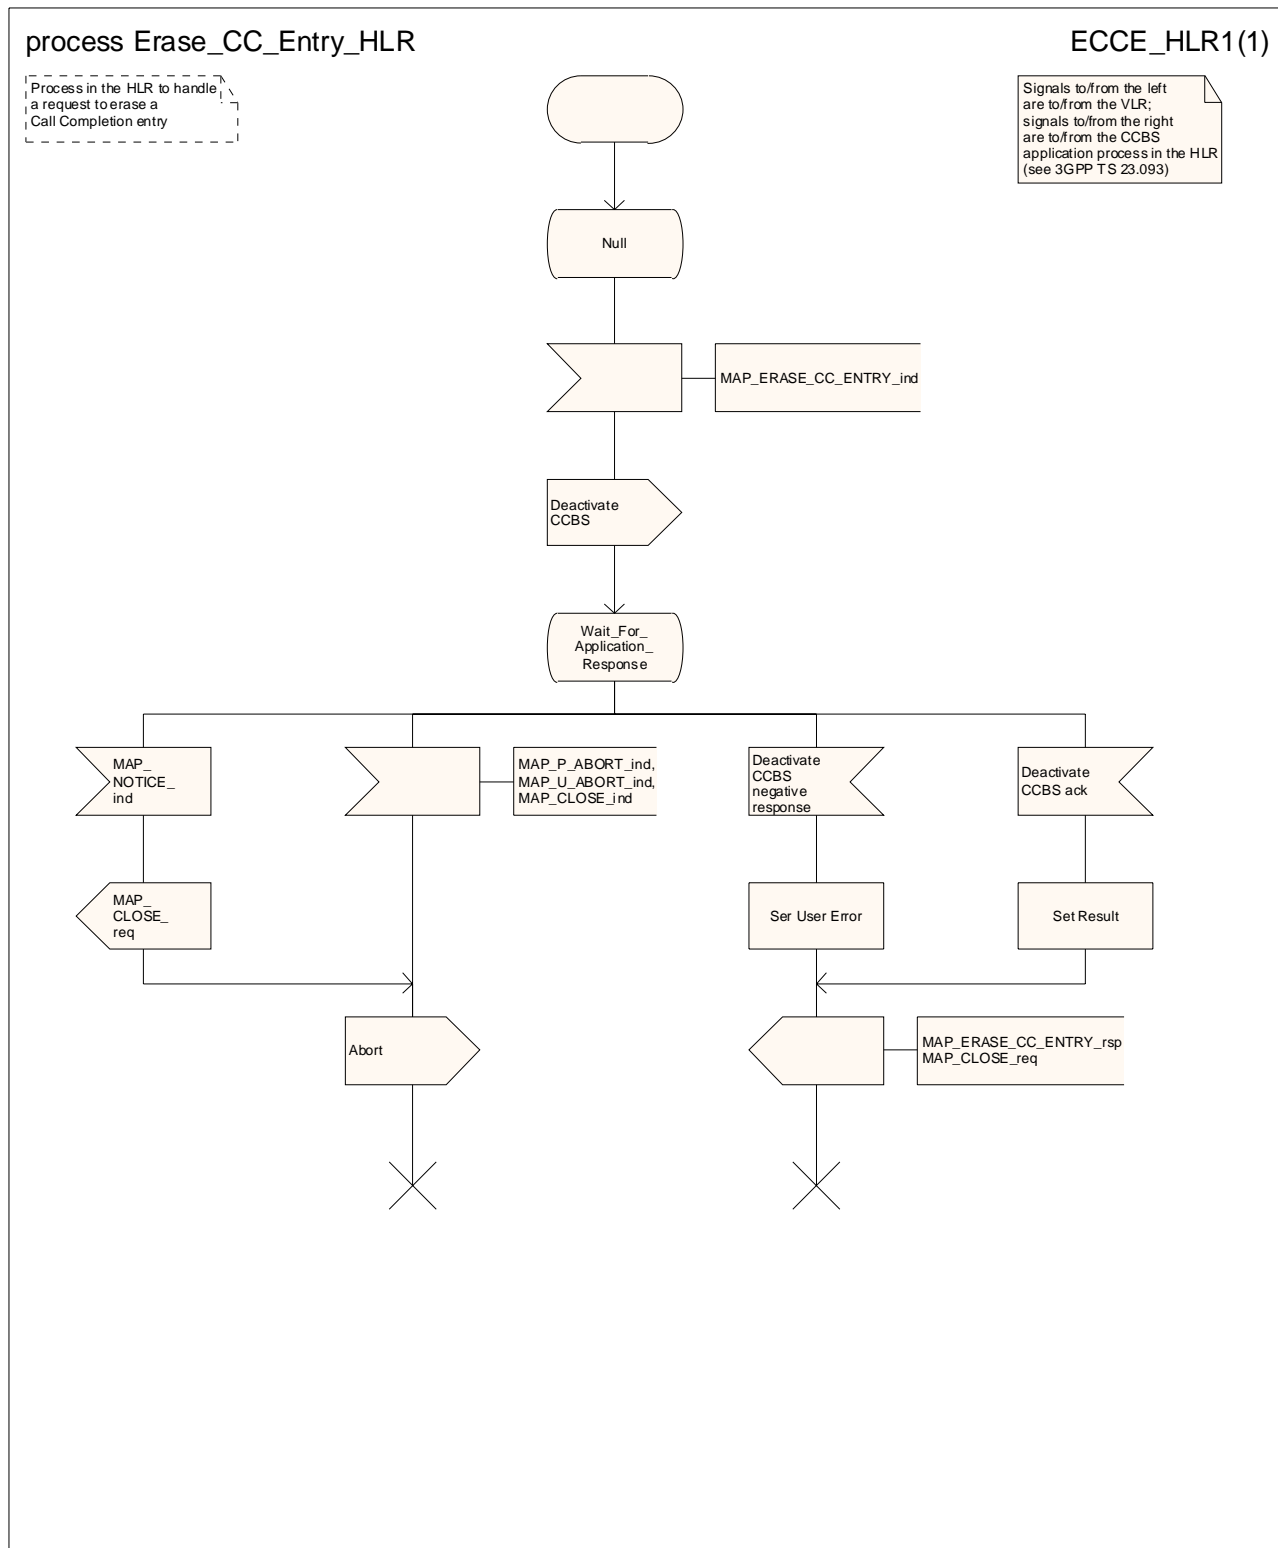 process Erase_CC_Entry_HLR
ECCE_HLR1(1)
Process in the HLR to handle
a request to erase a
Call Completion entry
Signals to/from the left
are to/from the VLR;
signals to/from the right
are to/from the CCBS
application process in the HLR
(see 3GPP TS 23.093)
Null
MAP_ERASE_CC_ENTRY_ind
Deactivate
CCBS
Wait_For_
Application_
Response
MAP_
NOTICE_
ind
MAP_P_ABORT_ind,
MAP_U_ABORT_ind,
MAP_CLOSE_ind
Deactivate
CCBS
negative
response
Deactivate
CCBS ack
MAP_
CLOSE_
req
Ser User Error
Set Result
Abort
MAP_ERASE_CC_ENTRY_rsp
MAP_CLOSE_req